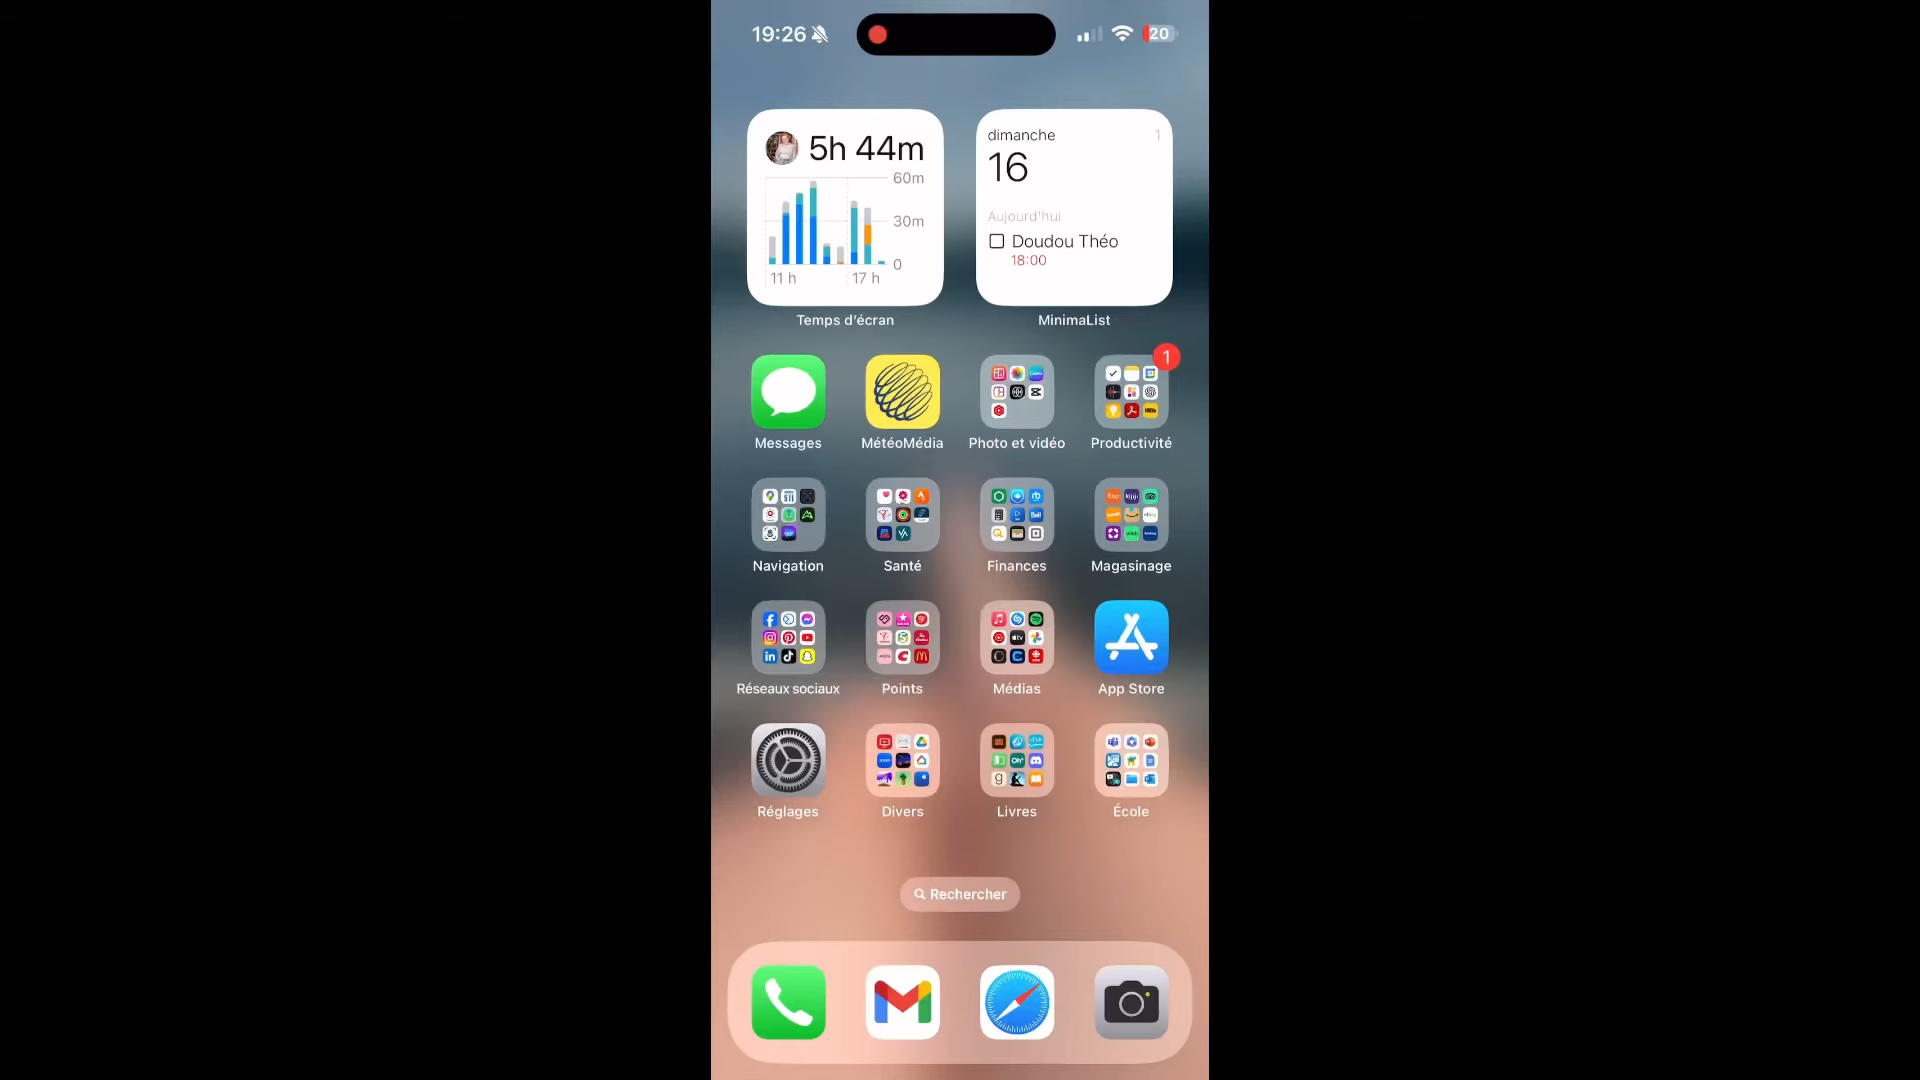 19:26
20
5h 44m
60m
30m
0
11 h
17 h
Temps d'écran
dimanche
1
16
Aujourd'hui
Doudou Théo
18:00
MinimaList
1
Messages
MétéoMédia
Photo et vidéo
Productivité
Navigation
Santé
Finances
Magasinage
Réseaux sociaux
Points
Médias
App Store
Réglages
Divers
Livres
École
Rechercher